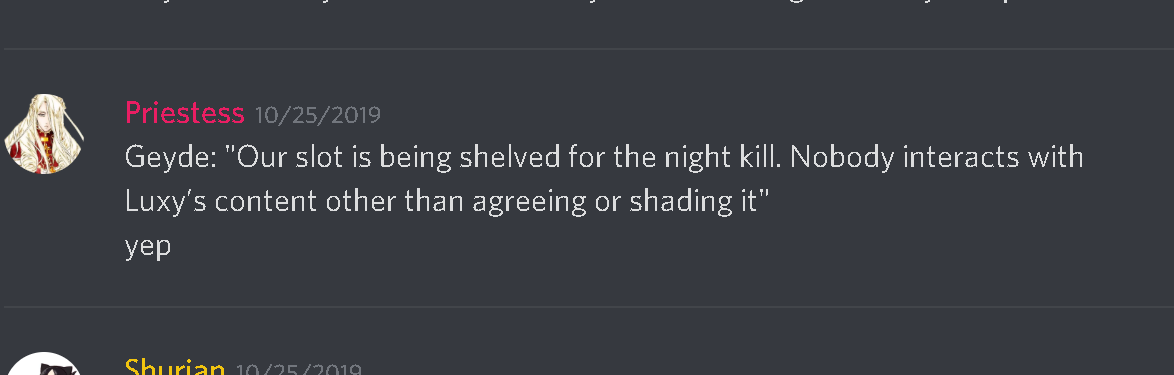 Priestess 10/25/2019
Geyde: "Our slot is being shelved for the night kill. Nobody interacts with
Luxy's content other than agreeing or shading it"
yep
Shurian 10/25/2019